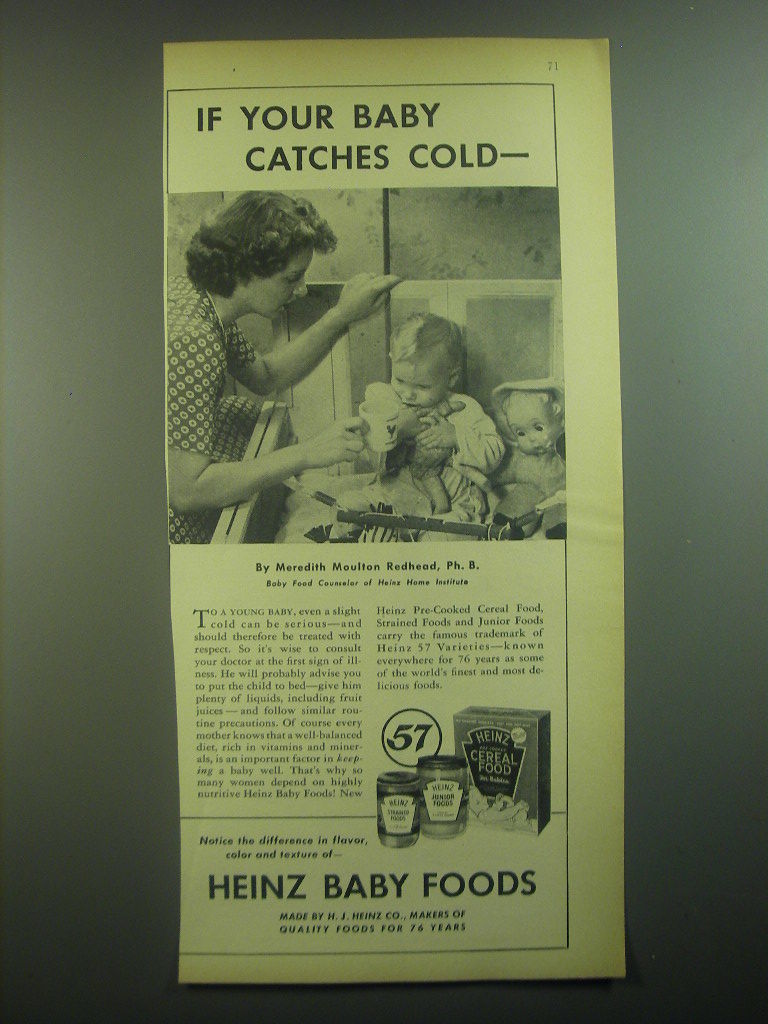 71
IF YOUR BABY
CATCHES COLD—
By Meredith Moulton Redhead, Ph. B.
Baby Food Counselor of Heinz Home Institute
TO A YOUNG BABY, even a slight
cold can be serious—and
should therefore be treated with
respect. So it's wise to consult
your doctor at the first sign of ill-
ness. He will probably advise you
to put the child to bed—give him
plenty of liquids, including fruit
juices—and follow similar rou-
tine precautions. Of course every
mother knows that a well-balanced
diet, rich in vitamins and miner-
als, is an important factor in keep-
ing a baby well. That's why so
many women depend on highly
nutritive Heinz Baby Foods! New
Heinz Pre-Cooked Cereal Food,
Strained Foods and Junior Foods
carry the famous trademark of
Heinz 57 Varieties—known
everywhere for 76 years as some
of the world's finest and most de-
licious foods.
57
HEINZ
PRE-COOKED
CEREAL
FOOD
for Babies
HEINZ
JUNIOR
FOODS
HEINZ
STRAINED
FOODS
Notice the difference in flavor,
color and texture of—
HEINZ BABY FOODS
MADE BY H. J. HEINZ CO., MAKERS OF
QUALITY FOODS FOR 76 YEARS